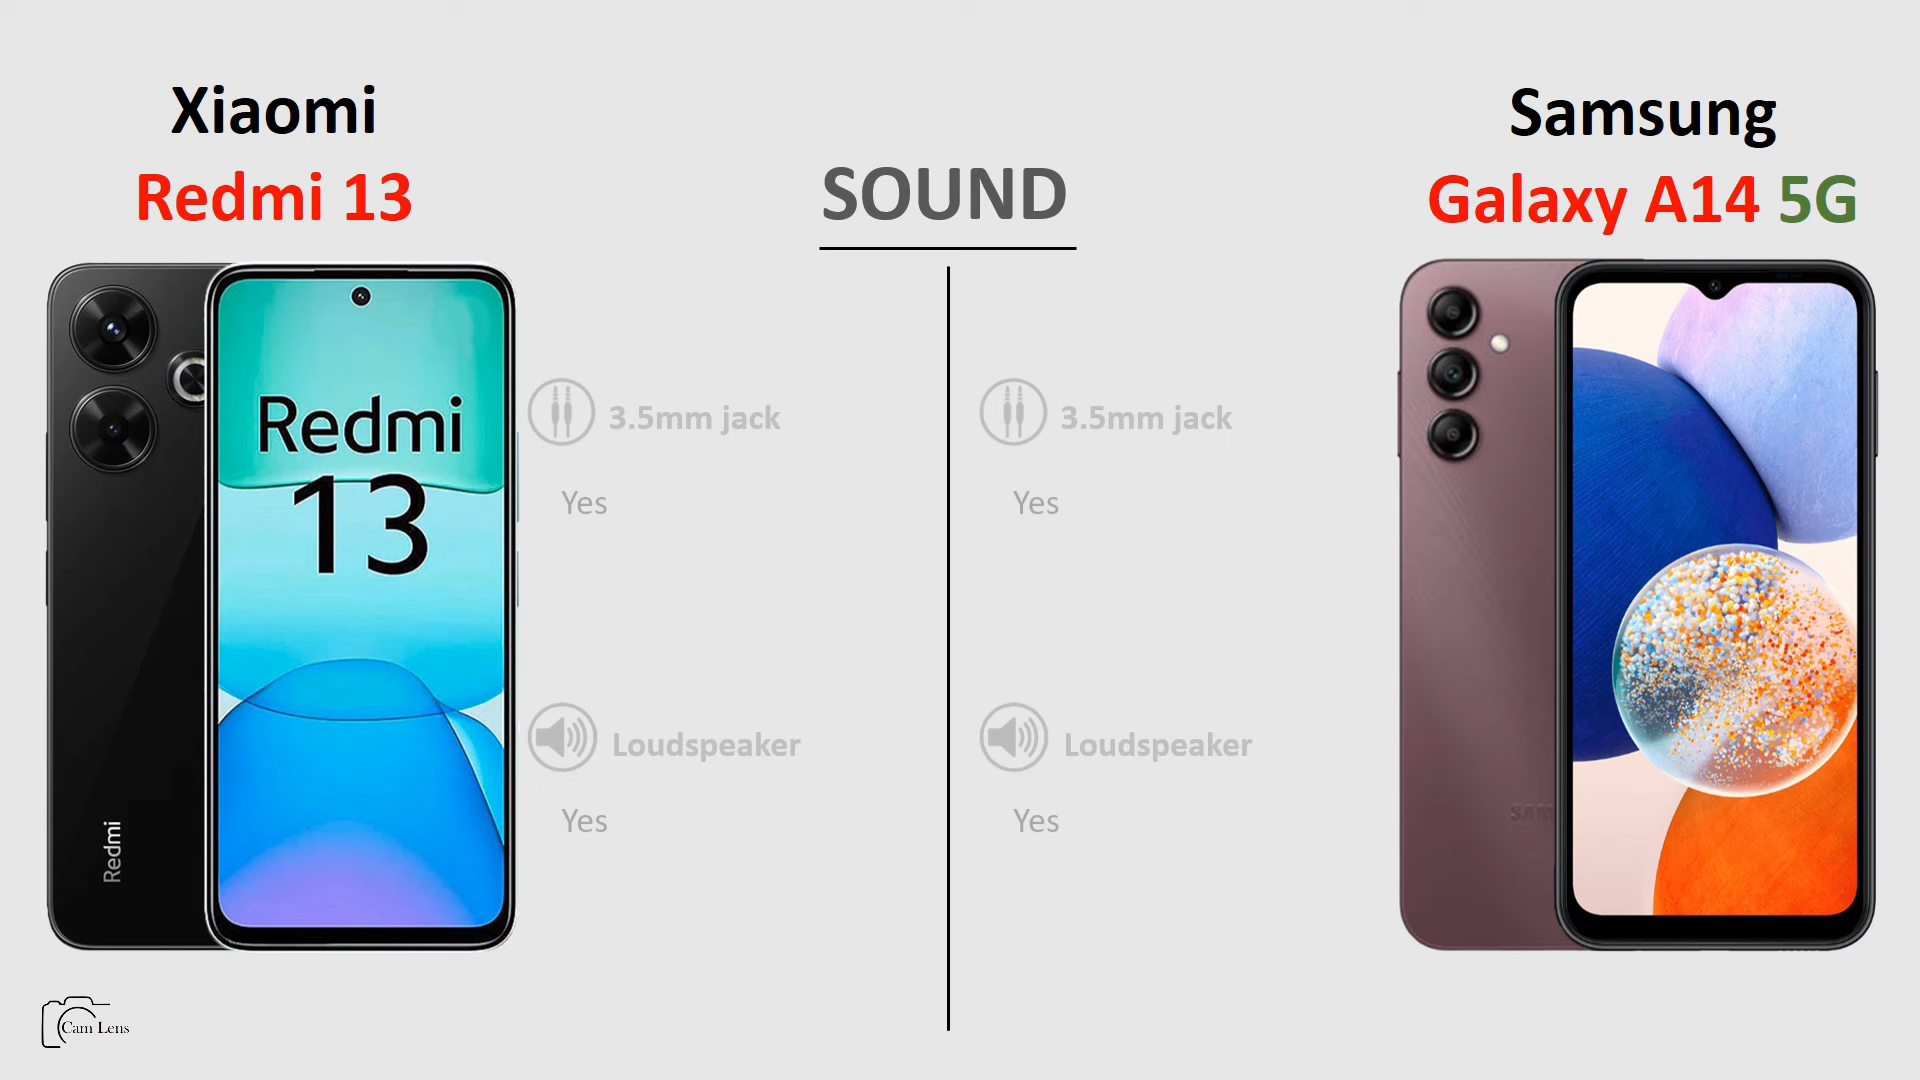 Xiaomi
Redmi 13
Samsung
Galaxy A14 5G
SOUND
Redmi
13
Redmi
3.5mm jack
Yes
Loudspeaker
Yes
3.5mm jack
Yes
Loudspeaker
Yes
Cam Lens